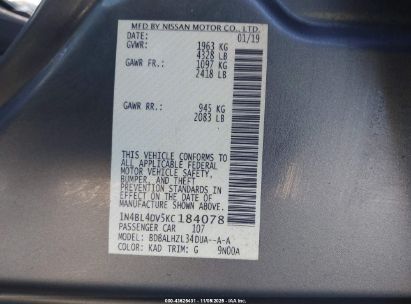 MFD BY NISSAN MOTOR CO., LTD.
DATE: 01/19
GVWR: 1963 KG
4328 LB
GAWR FR.: 1097 KG
2418 LB
GAWR RR.: 945 KG
2083 LB
THIS VEHICLE CONFORMS TO
ALL APPLICABLE FEDERAL
MOTOR VEHICLE SAFETY,
BUMPER, AND THEFT
PREVENTION STANDARDS IN
EFFECT ON THE DATE OF
MANUFACTURE SHOWN ABOVE.
1N4BL4DV5KC184078
PASSENGER CAR 107
MODEL: BDBALHZL34DUA--A-A
COLOR: KAD TRIM: G 9N00A